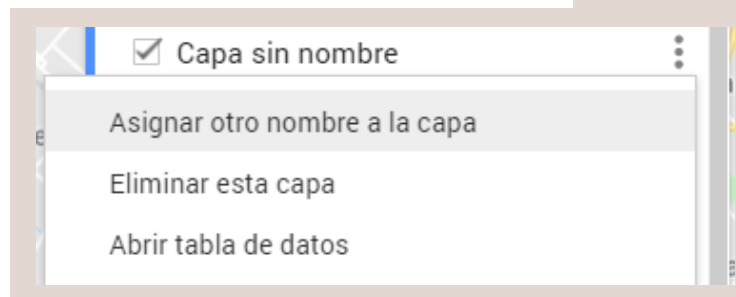 Capa sin nombre
Asignar otro nombre a la capa
Eliminar esta capa
Abrir tabla de datos